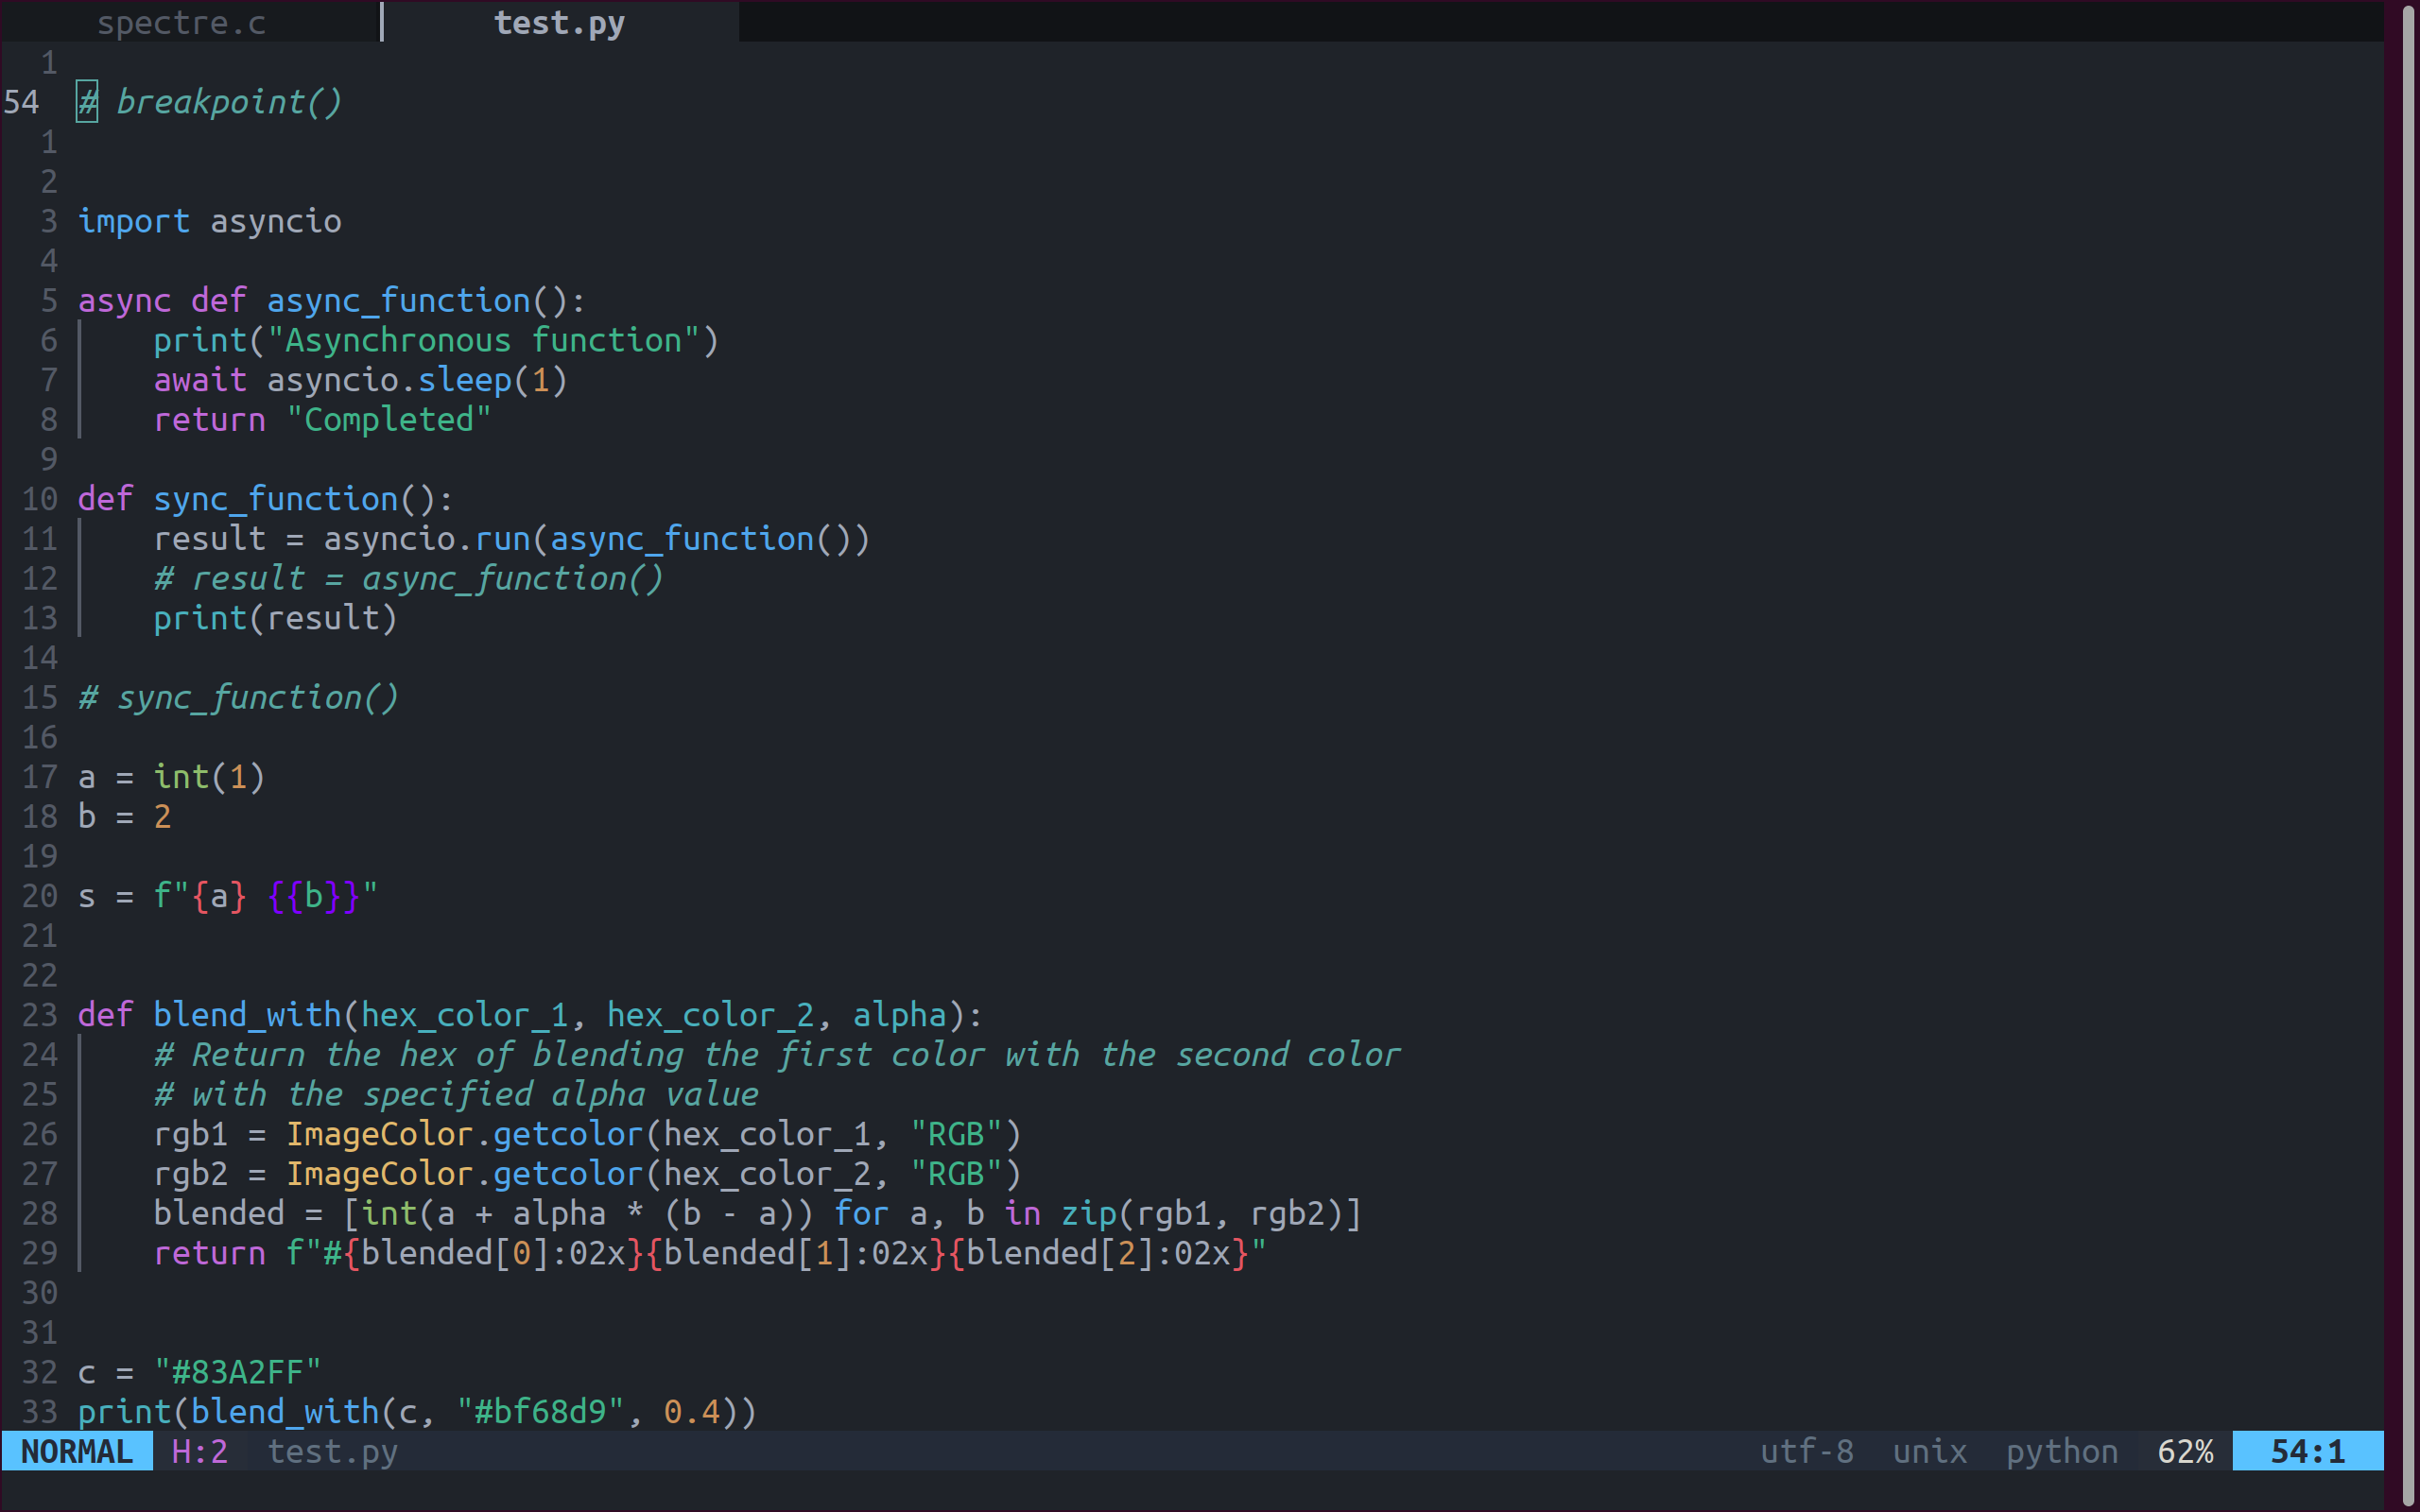 spectre.c test.py
1
54 # breakpoint()
1
2
3 import asyncio
4
5 async def async_function():
6     print("Asynchronous function")
7     await asyncio.sleep(1)
8     return "Completed"
9
10 def sync_function():
11     result = asyncio.run(async_function())
12     # result = async_function()
13     print(result)
14
15 # sync_function()
16
17 a = int(1)
18 b = 2
19
20 s = f"{a} {{b}}"
21
22
23 def blend_with(hex_color_1, hex_color_2, alpha):
24     # Return the hex of blending the first color with the second color
25     # with the specified alpha value
26     rgb1 = ImageColor.getcolor(hex_color_1, "RGB")
27     rgb2 = ImageColor.getcolor(hex_color_2, "RGB")
28     blended = [int(a + alpha * (b - a)) for a, b in zip(rgb1, rgb2)]
29     return f"#{blended[0]:02x}{blended[1]:02x}{blended[2]:02x}"
30
31
32 c = "#83A2FF"
33 print(blend_with(c, "#bf68d9", 0.4))
NORMAL H:2 test.py utf-8 unix python 62% 54:1